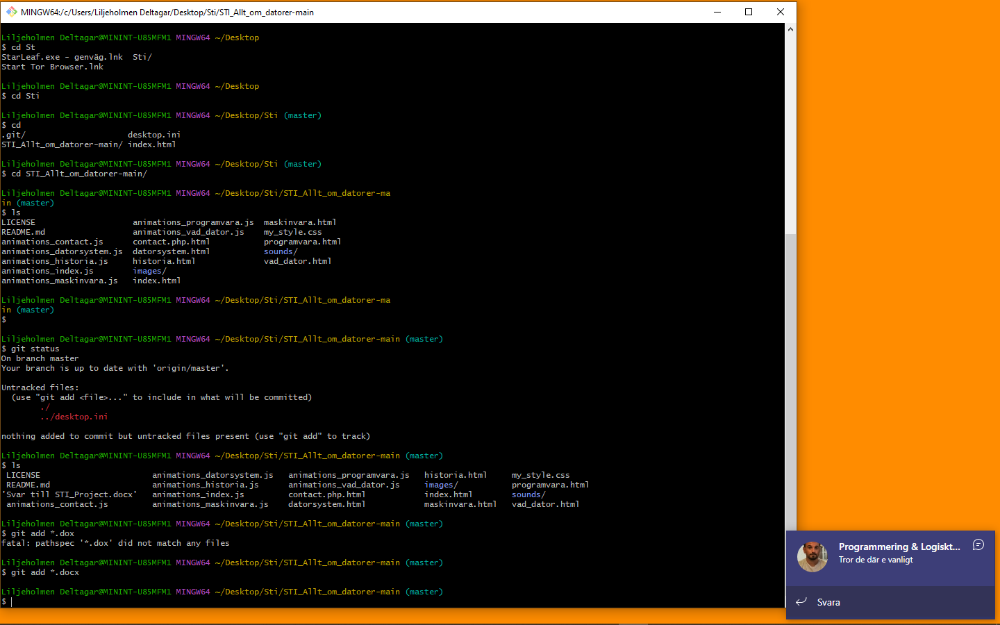 MINGW64:/c/Users/Liljeholmen Deltagar/Desktop/Sti/STI_Allt_om_datorer-main
Liljeholmen Deltagar@MININT-U85MFM1 MINGW64 ~/Desktop
$ cd St
StarLeaf.exe - genväg.lnk  Sti/
Start Tor Browser.lnk
Liljeholmen Deltagar@MININT-U85MFM1 MINGW64 ~/Desktop
$ cd Sti
Liljeholmen Deltagar@MININT-U85MFM1 MINGW64 ~/Desktop/Sti (master)
$ cd
.git/                     desktop.ini
STI_Allt_om_datorer-main/ index.html
Liljeholmen Deltagar@MININT-U85MFM1 MINGW64 ~/Desktop/Sti (master)
$ cd STI_Allt_om_datorer-main/
Liljeholmen Deltagar@MININT-U85MFM1 MINGW64 ~/Desktop/Sti/STI_Allt_om_datorer-ma
in (master)
$ ls
LICENSE                    animations_programvara.js  maskinvara.html
README.md                  animations_vad_dator.js    my_style.css
animations_contact.js      contact.php.html           programvara.html
animations_datorsystem.js  datorsystem.html           sounds/
animations_historia.js     historia.html              vad_dator.html
animations_index.js        images/
animations_maskinvara.js   index.html
Liljeholmen Deltagar@MININT-U85MFM1 MINGW64 ~/Desktop/Sti/STI_Allt_om_datorer-ma
in (master)
$
Liljeholmen Deltagar@MININT-U85MFM1 MINGW64 ~/Desktop/Sti/STI_Allt_om_datorer-main (master)
$ git status
On branch master
Your branch is up to date with 'origin/master'.
Untracked files:
  (use "git add <file>..." to include in what will be committed)
        ./
        ../desktop.ini
nothing added to commit but untracked files present (use "git add" to track)
Liljeholmen Deltagar@MININT-U85MFM1 MINGW64 ~/Desktop/Sti/STI_Allt_om_datorer-main (master)
$ ls
 LICENSE                       animations_datorsystem.js   animations_programvara.js   historia.html     my_style.css
 README.md                     animations_historia.js      animations_vad_dator.js     images/           programvara.html
'Svar till STI_Project.docx'   animations_index.js         contact.php.html            index.html        sounds/
 animations_contact.js         animations_maskinvara.js    datorsystem.html            maskinvara.html   vad_dator.html
Liljeholmen Deltagar@MININT-U85MFM1 MINGW64 ~/Desktop/Sti/STI_Allt_om_datorer-main (master)
$ git add *.dox
fatal: pathspec '*.dox' did not match any files
Liljeholmen Deltagar@MININT-U85MFM1 MINGW64 ~/Desktop/Sti/STI_Allt_om_datorer-main (master)
$ git add *.docx
Liljeholmen Deltagar@MININT-U85MFM1 MINGW64 ~/Desktop/Sti/STI_Allt_om_datorer-main (master)
$
Programmering & Logiskt...
Tror de där e vanligt
Svara